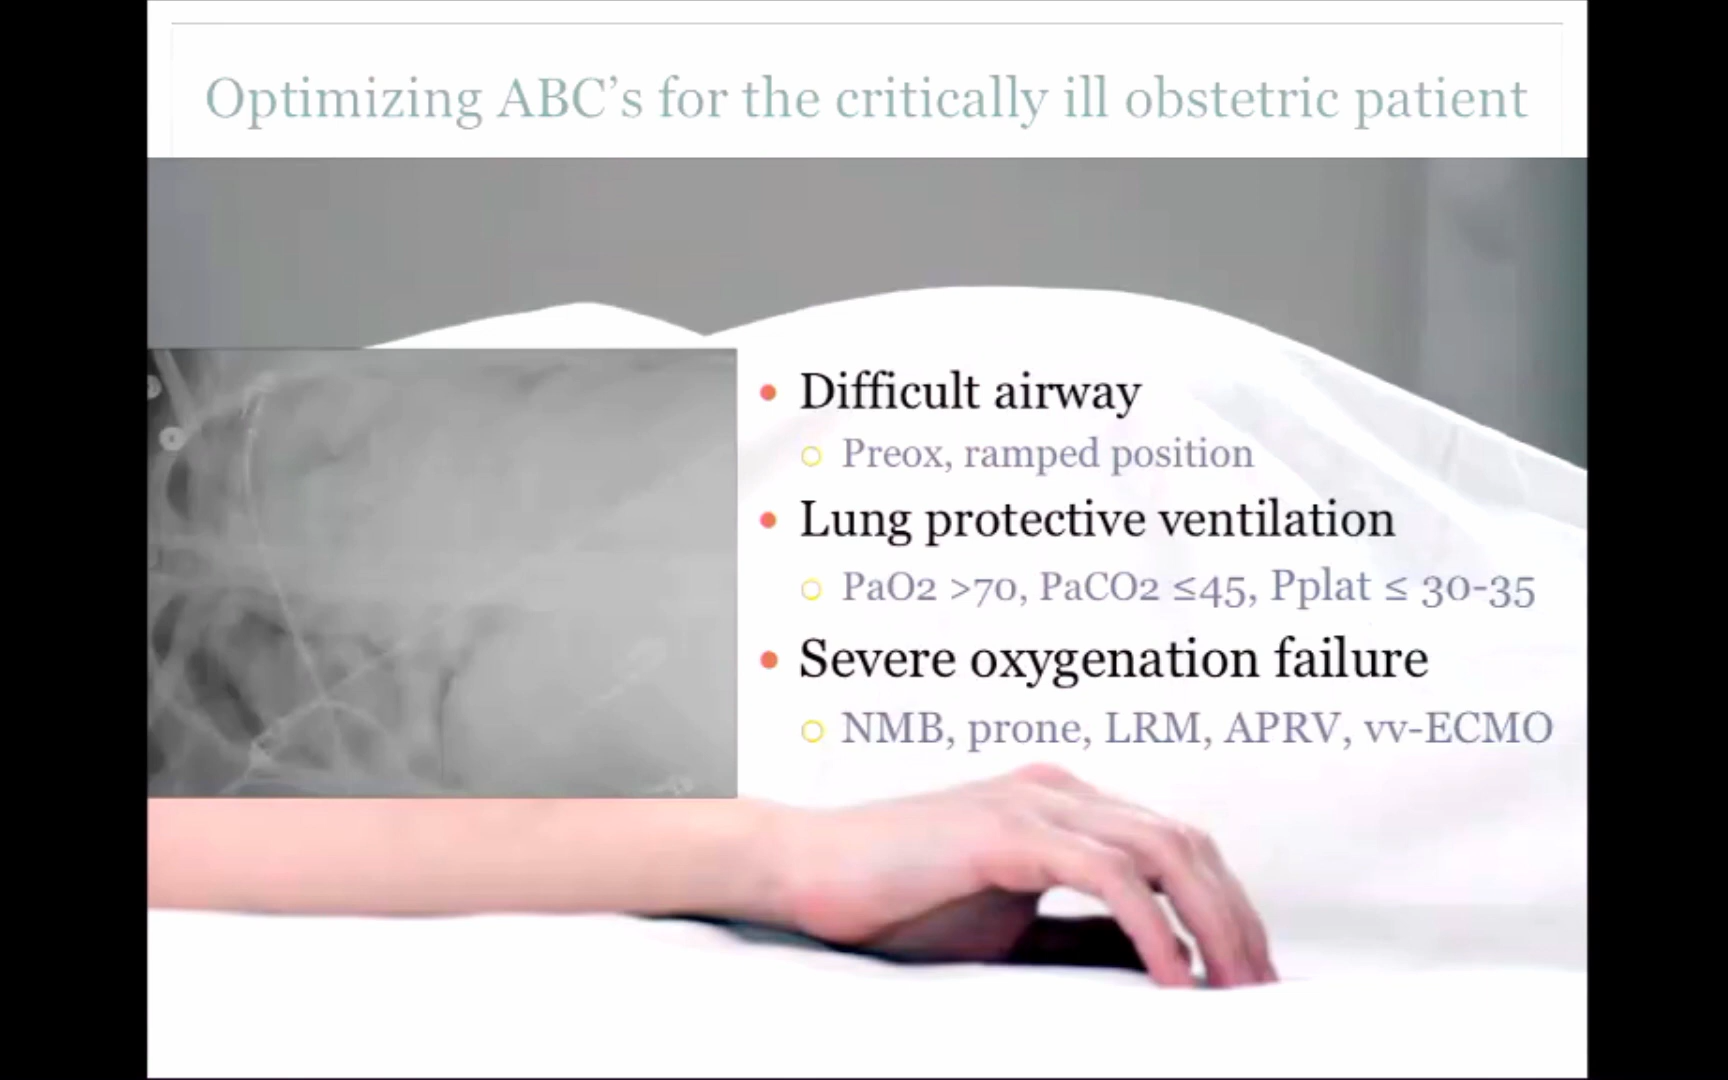 Optimizing ABC’s for the critically ill obstetric patient
• Difficult airway
○ Preox, ramped position
• Lung protective ventilation
○ PaO2 >70, PaCO2 ≤45, Pplat ≤ 30-35
• Severe oxygenation failure
○ NMB, prone, LRM, APRV, vv-ECMO